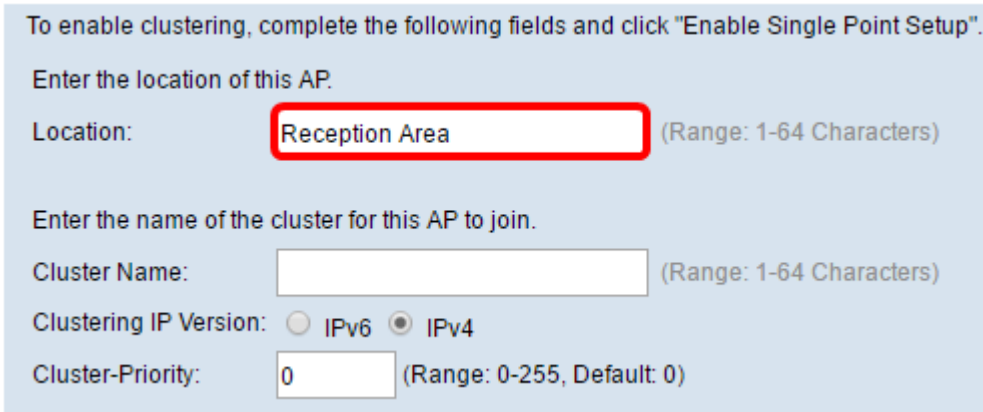 To enable clustering, complete the following fields and click "Enable Single Point Setup".
Enter the location of this AP.
Location: Reception Area (Range: 1-64 Characters)
Enter the name of the cluster for this AP to join.
Cluster Name: (Range: 1-64 Characters)
Clustering IP Version: IPv6 IPv4
Cluster-Priority: 0 (Range: 0-255, Default: 0)